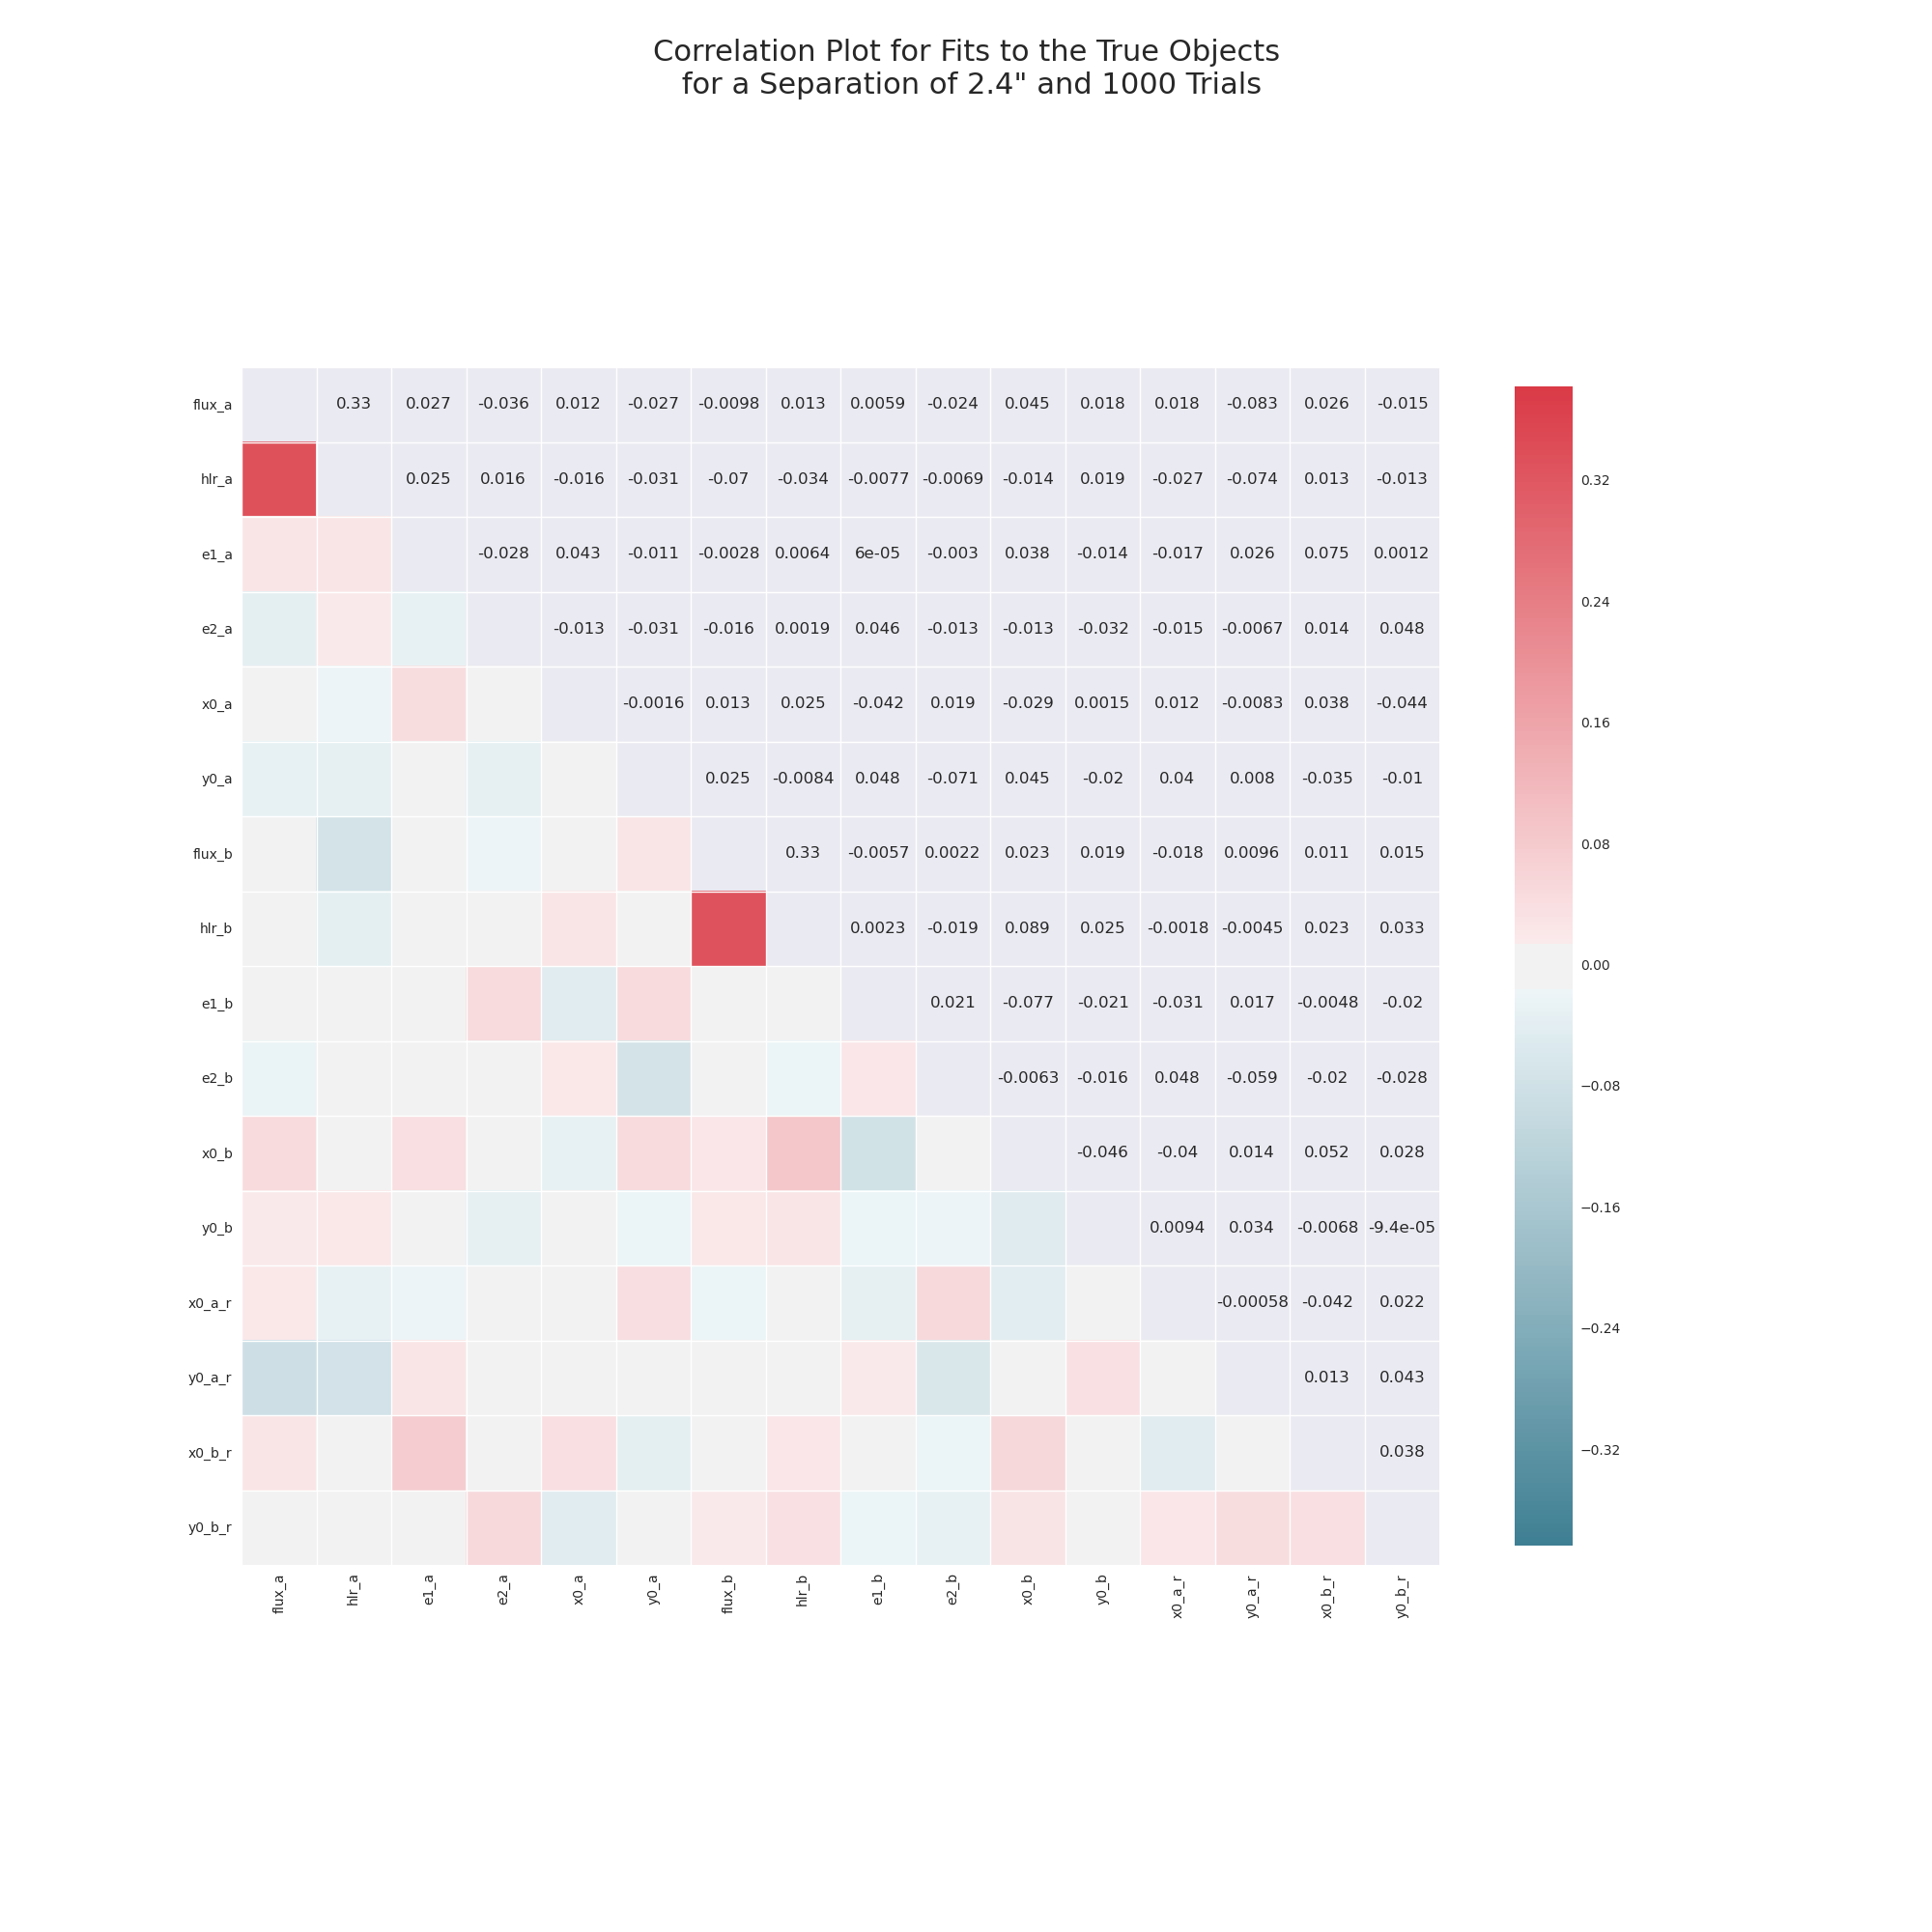 Correlation Plot for Fits to the True Objects
for a Separation of 2.4" and 1000 Trials
flux_a 0.33 0.027 -0.036 0.012 -0.027 -0.0098 0.013 0.0059 -0.024 0.045 0.018 0.018 -0.083 0.026 -0.015
hlr_a 0.025 0.016 -0.016 -0.031 -0.07 -0.034 -0.0077 -0.0069 -0.014 0.019 -0.027 -0.074 0.013 -0.013
e1_a -0.028 0.043 -0.011 -0.0028 0.0064 6e-05 -0.003 0.038 -0.014 -0.017 0.026 0.075 0.0012
e2_a -0.013 -0.031 -0.016 0.0019 0.046 -0.013 -0.013 -0.032 -0.015 -0.0067 0.014 0.048
x0_a -0.0016 0.013 0.025 -0.042 0.019 -0.029 0.0015 0.012 -0.0083 0.038 -0.044
y0_a 0.025 -0.0084 0.048 -0.071 0.045 -0.02 0.04 0.008 -0.035 -0.01
flux_b 0.33 -0.0057 0.0022 0.023 0.019 -0.018 0.0096 0.011 0.015
hlr_b 0.0023 -0.019 0.089 0.025 -0.0018 -0.0045 0.023 0.033
e1_b 0.021 -0.077 -0.021 -0.031 0.017 -0.0048 -0.02
e2_b -0.0063 -0.016 0.048 -0.059 -0.02 -0.028
x0_b -0.046 -0.04 0.014 0.052 0.028
y0_b 0.0094 0.034 -0.0068 -9.4e-05
x0_a_r -0.00058 -0.042 0.022
y0_a_r 0.013 0.043
x0_b_r 0.038
y0_b_r
flux_a hlr_a e1_a e2_a x0_a y0_a flux_b hlr_b e1_b e2_b x0_b y0_b x0_a_r y0_a_r x0_b_r y0_b_r
0.32
0.24
0.16
0.08
0.00
−0.08
−0.16
−0.24
−0.32